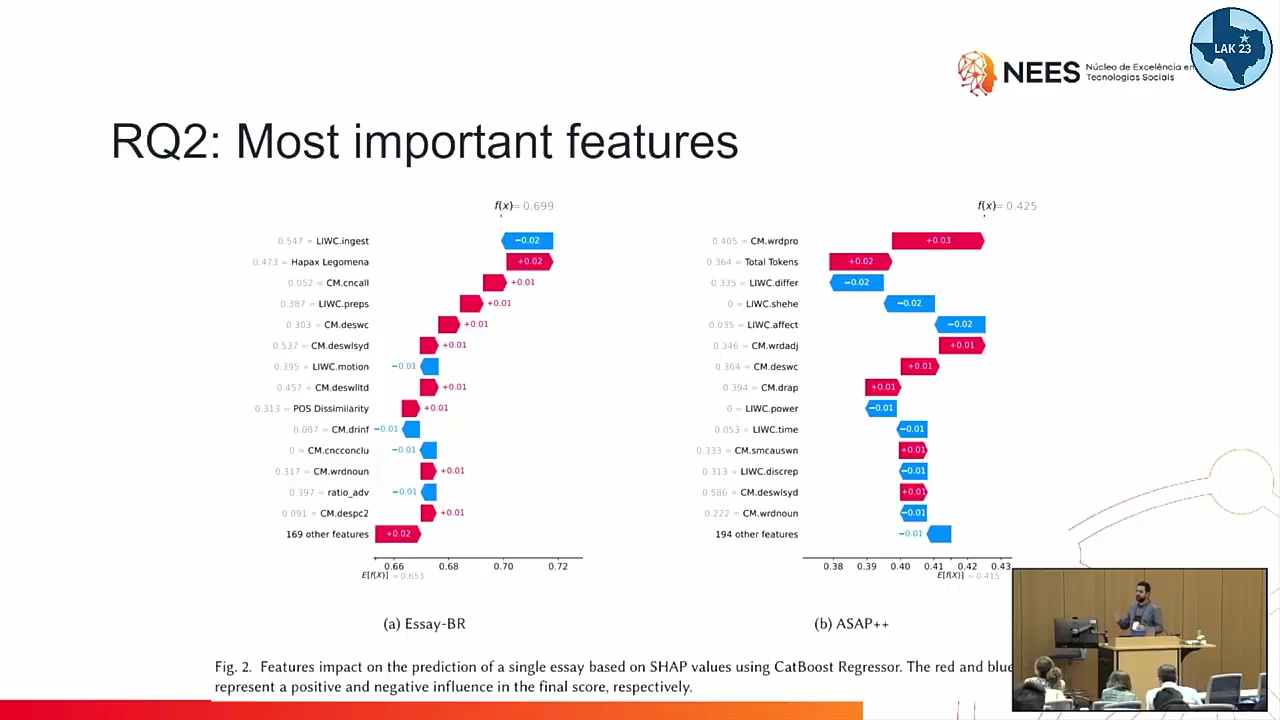 LAK 23
NEES
Núcleo de Excelência em
Tecnologias Sociais
RQ2: Most important features
f(x) = 0.699
0.547 = LIWC.ingest −0.02
0.473 = Hapax Legomena +0.02
0.052 = CM.cncall +0.01
0.387 = LIWC.preps +0.01
0.303 = CM.deswc +0.01
0.537 = CM.deswlsyd +0.01
0.395 = LIWC.motion −0.01
0.457 = CM.deswlltd +0.01
0.313 = POS Dissimilarity +0.01
0.087 = CM.drinf −0.01
0 = CM.cncconclu −0.01
0.317 = CM.wrdnoun +0.01
0.397 = ratio_adv −0.01
0.091 = CM.despc2 +0.01
169 other features +0.02
0.66 0.68 0.70 0.72
E[f(X)] = 0.653
(a) Essay-BR
f(x) = 0.425
0.405 = CM.wrdpro +0.03
0.364 = Total Tokens +0.02
0.335 = LIWC.differ −0.02
0 = LIWC.shehe −0.02
0.035 = LIWC.affect −0.02
0.346 = CM.wrdadj +0.01
0.364 = CM.deswc +0.01
0.394 = CM.drap +0.01
0 = LIWC.power −0.01
0.053 = LIWC.time −0.01
0.333 = CM.smcauswn +0.01
0.313 = LIWC.discrep −0.01
0.586 = CM.deswlsyd +0.01
0.222 = CM.wrdnoun −0.01
194 other features −0.01
0.38 0.39 0.40 0.41 0.42 0.43
E[f(X)] = 0.415
(b) ASAP++
Fig. 2. Features impact on the prediction of a single essay based on SHAP values using CatBoost Regressor. The red and blue
represent a positive and negative influence in the final score, respectively.